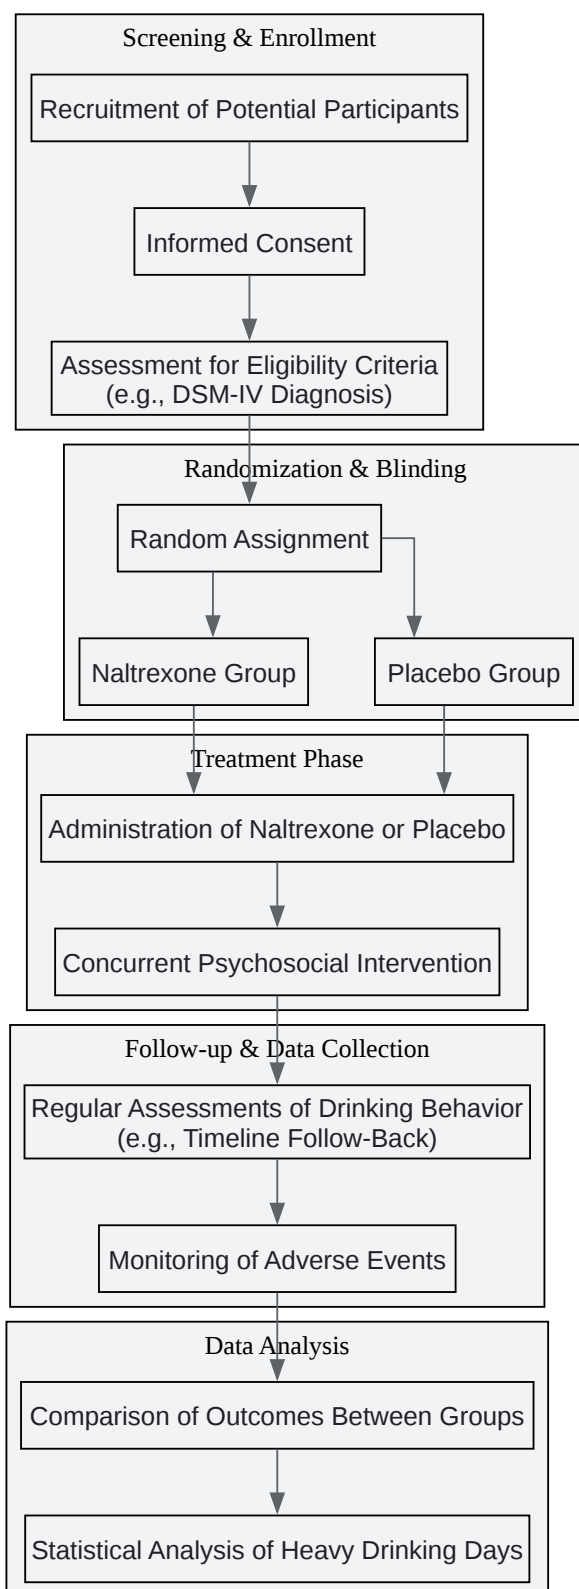 Screening & Enrollment
Recruitment of Potential Participants
Informed Consent
Assessment for Eligibility Criteria
(e.g., DSM-IV Diagnosis)
Randomization & Blinding
Random Assignment
Naltrexone Group
Placebo Group
Treatment Phase
Administration of Naltrexone or Placebo
Concurrent Psychosocial Intervention
Follow-up & Data Collection
Regular Assessments of Drinking Behavior
(e.g., Timeline Follow-Back)
Monitoring of Adverse Events
Data Analysis
Comparison of Outcomes Between Groups
Statistical Analysis of Heavy Drinking Days